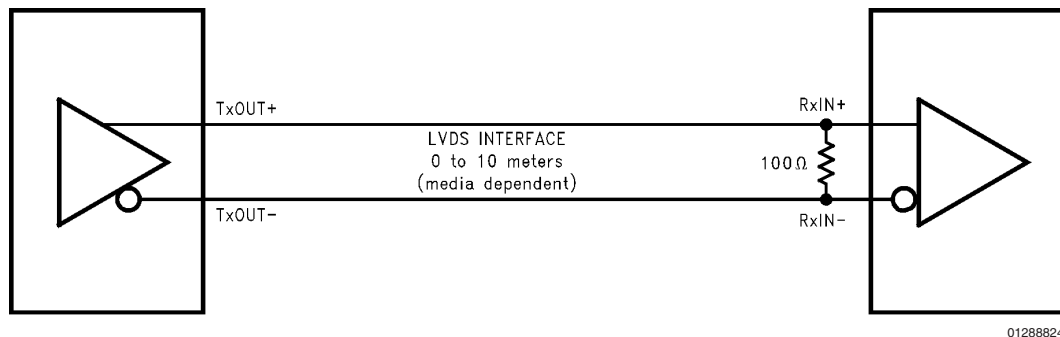 TxOUT+
RxIN+
LVDS INTERFACE
0 to 10 meters
(media dependent)
100Ω
TxOUT−
RxIN−
01288824